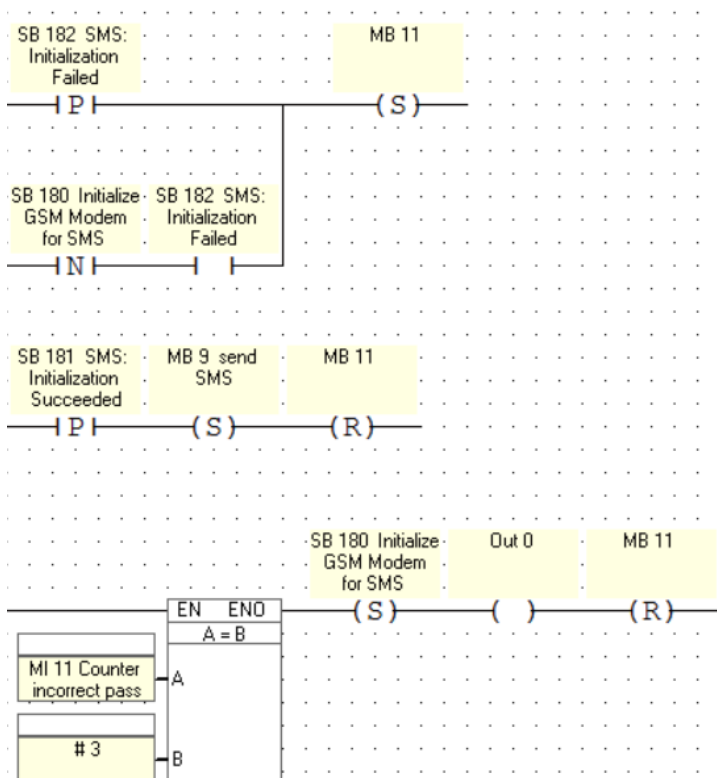 SB 182 SMS:
Initialization
Failed
MB 11
P
(S)
SB 180 Initialize
GSM Modem
for SMS
SB 182 SMS:
Initialization
Failed
N
SB 181 SMS:
Initialization
Succeeded
MB 9 send
SMS
MB 11
P
(S)
(R)
SB 180 Initialize
GSM Modem
for SMS
Out 0
MB 11
EN ENO
(S)
( )
(R)
A = B
MI 11 Counter
incorrect pass
A
# 3
B